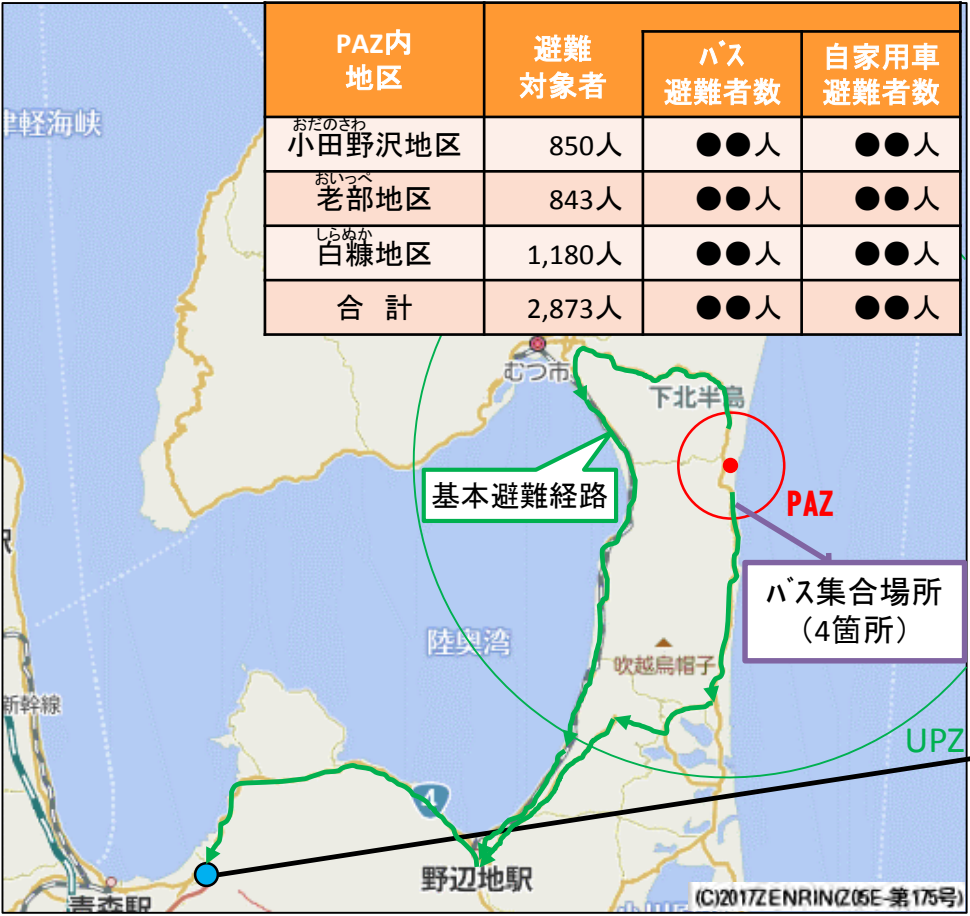 PAZ内
地区
避難
対象者
バス
避難者数
自家用車
避難者数
おだのさわ
小田野沢地区
850人
●●人
●●人
おいっぺ
老部地区
843人
●●人
●●人
しらぬか
白糠地区
1,180人
●●人
●●人
合 計
2,873人
●●人
●●人
津軽海峡
むつ市
下北半島
基本避難経路
PAZ
バス集合場所
（4箇所）
陸奥湾
吹越烏帽子
新幹線
駅
UPZ
4
野辺地駅
青森駅
(C)2017ZENRIN(Z05E-第175号)